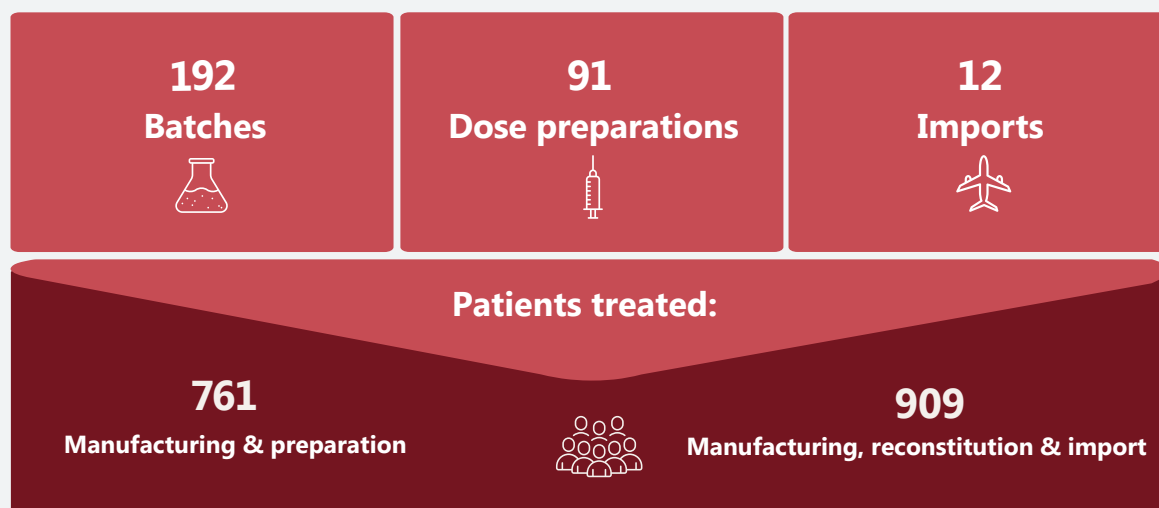 192
Batches
91
Dose preparations
12
Imports
Patients treated:
761
Manufacturing & preparation
909
Manufacturing, reconstitution & import